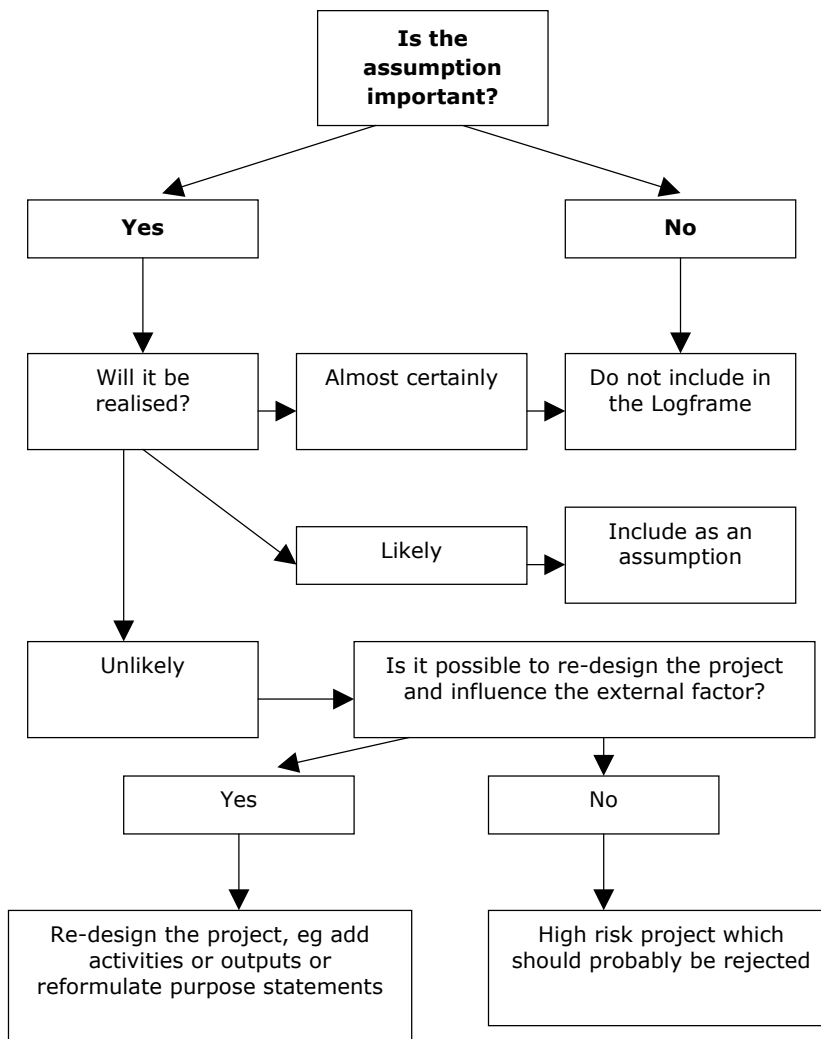 Is the
assumption
important?
Yes
No
Will it be
realised?
Almost certainly
Do not include in
the Logframe
Likely
Include as an
assumption
Unlikely
Is it possible to re-design the project
and influence the external factor?
Yes
No
Re-design the project, eg add
activities or outputs or
reformulate purpose statements
High risk project which
should probably be rejected